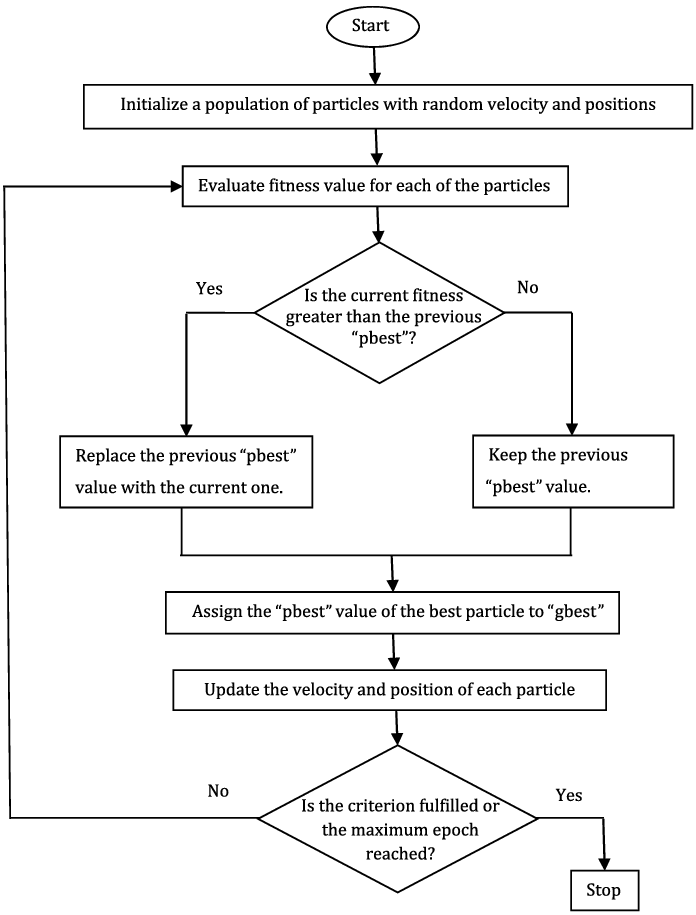 Start
Initialize a population of particles with random velocity and positions
Evaluate fitness value for each of the particles
Yes
No
Is the current fitness
greater than the previous
“pbest”?
Replace the previous “pbest”
value with the current one.
Keep the previous
“pbest” value.
Assign the “pbest” value of the best particle to “gbest”
Update the velocity and position of each particle
No
Yes
Is the criterion fulfilled or
the maximum epoch
reached?
Stop